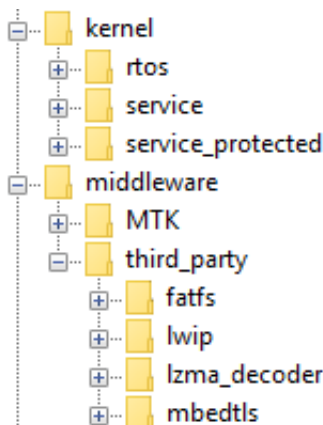 kernel
rtos
service
service_protected
middleware
MTK
third_party
fatfs
lwip
lzma_decoder
mbedtls